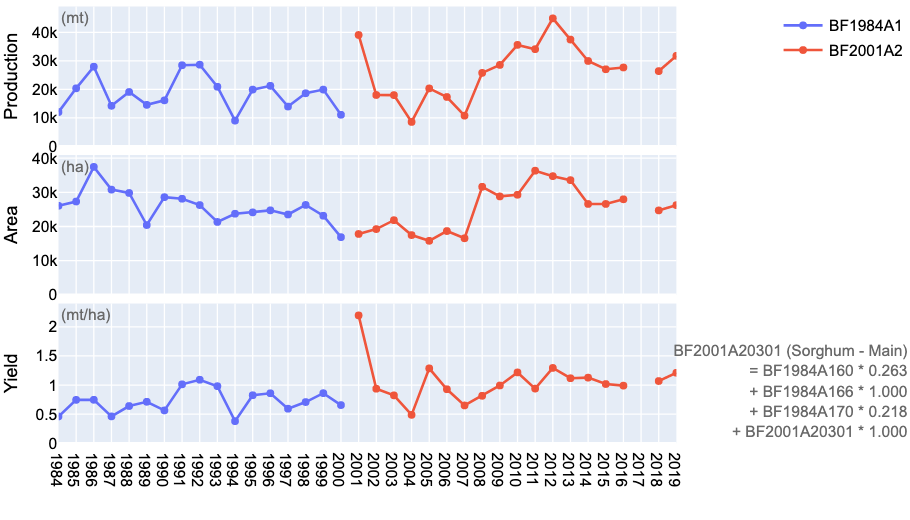 (mt)
Production
40k
30k
20k
10k
0
BF1984A1
BF2001A2
(ha)
Area
40k
30k
20k
10k
0
(mt/ha)
Yield
2
1.5
1
0.5
0
1984
1985
1986
1987
1988
1989
1990
1991
1992
1993
1994
1995
1996
1997
1998
1999
2000
2001
2002
2003
2004
2005
2006
2007
2008
2009
2010
2011
2012
2013
2014
2015
2016
2017
2018
2019
BF2001A20301 (Sorghum - Main)
= BF1984A160 * 0.263
+ BF1984A166 * 1.000
+ BF1984A170 * 0.218
+ BF2001A20301 * 1.000